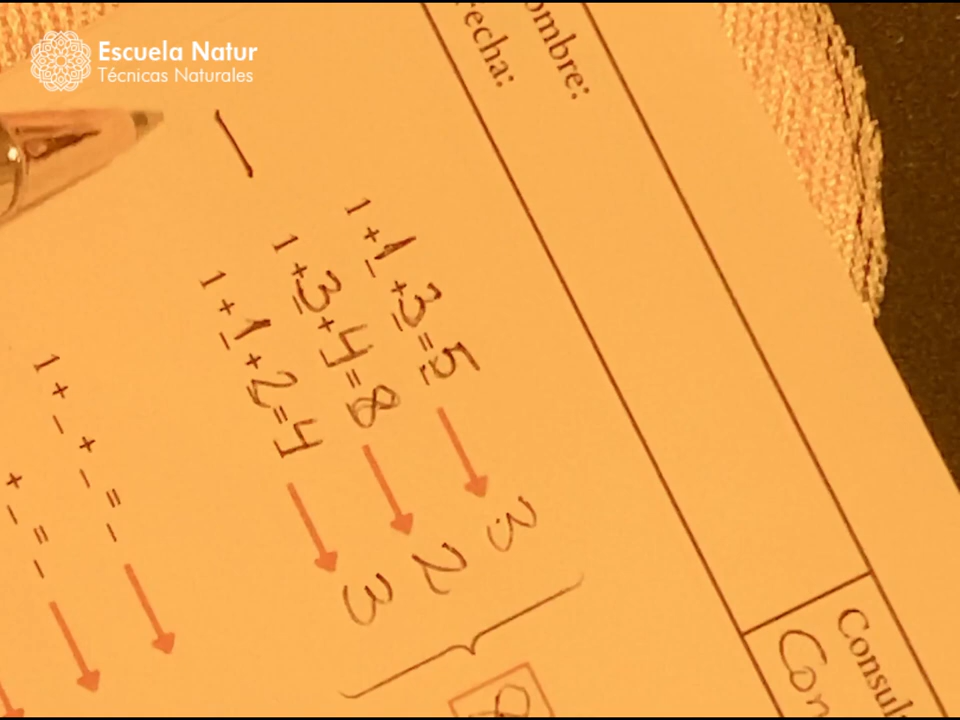 Escuela Natur
Técnicas Naturales
ombre:
echa:
Consul
Con
1 + 1 + 3 = 5 → 3
1 + 3 + 4 = 8 → 2
1 + 1 + 2 = 4 → 3
1 + _ + _ = _ →
+ _ = _ →